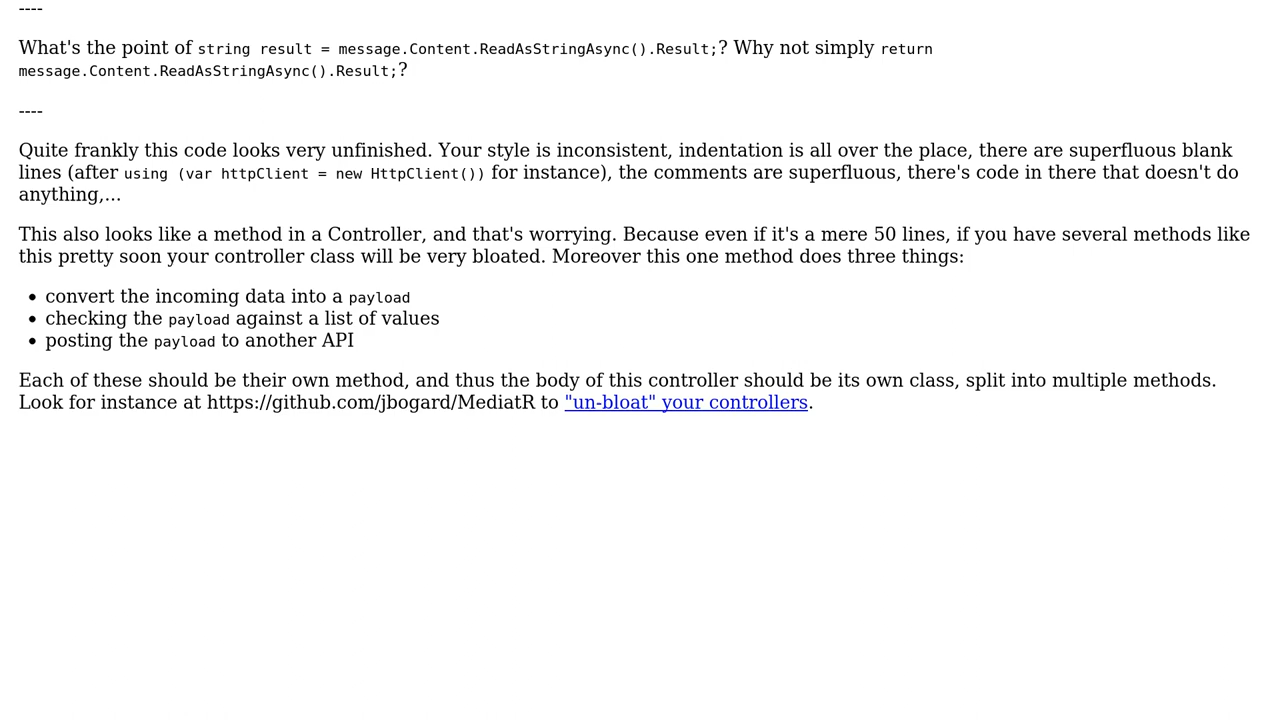 ----
What's the point of string result = message.Content.ReadAsStringAsync().Result;? Why not simply return
message.Content.ReadAsStringAsync().Result;?
----
Quite frankly this code looks very unfinished. Your style is inconsistent, indentation is all over the place, there are superfluous blank
lines (after using (var httpClient = new HttpClient()) for instance), the comments are superfluous, there's code in there that doesn't do
anything,...
This also looks like a method in a Controller, and that's worrying. Because even if it's a mere 50 lines, if you have several methods like
this pretty soon your controller class will be very bloated. Moreover this one method does three things:
• convert the incoming data into a payload
• checking the payload against a list of values
• posting the payload to another API
Each of these should be their own method, and thus the body of this controller should be its own class, split into multiple methods.
Look for instance at https://github.com/jbogard/MediatR to "un-bloat" your controllers.